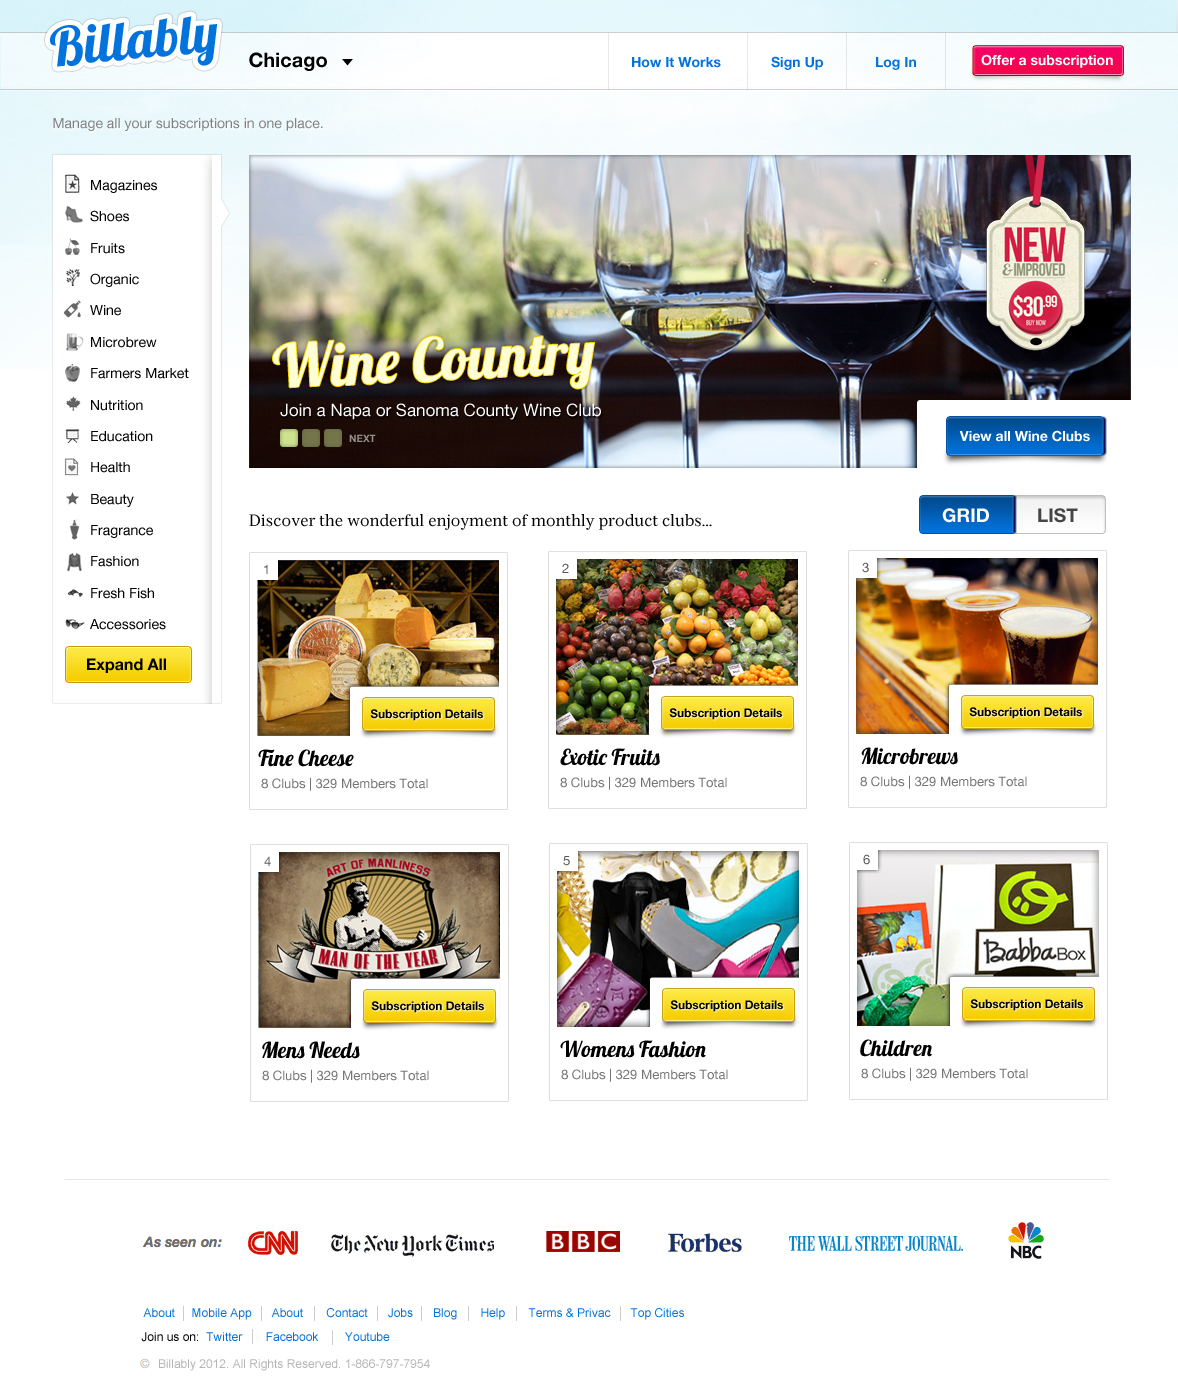 Billably
Chicago
How It Works
Sign Up
Log In
Offer a subscription
Manage all your subscriptions in one place.
Magazines
Shoes
Fruits
Organic
Wine
Microbrew
Farmers Market
Nutrition
Education
Health
Beauty
Fragrance
Fashion
Fresh Fish
Accessories
Expand All
NEW
& IMPROVED
$30.99
BUY NOW
Wine Country
Join a Napa or Sanoma County Wine Club
NEXT
View all Wine Clubs
Discover the wonderful enjoyment of monthly product clubs...
GRID
LIST
1
Subscription Details
Fine Cheese
8 Clubs | 329 Members Total
2
Subscription Details
Exotic Fruits
8 Clubs | 329 Members Total
3
Subscription Details
Microbrews
8 Clubs | 329 Members Total
4
ART OF MANLINESS
MAN OF THE YEAR
Subscription Details
Mens Needs
8 Clubs | 329 Members Total
5
Subscription Details
Womens Fashion
8 Clubs | 329 Members Total
6
BabbaBox
Subscription Details
Children
8 Clubs | 329 Members Total
As seen on:
CNN
The New York Times
BBC
Forbes
THE WALL STREET JOURNAL.
NBC
About | Mobile App | About | Contact | Jobs | Blog | Help | Terms & Privac | Top Cities
Join us on: Twitter | Facebook | Youtube
© Billably 2012. All Rights Reserved. 1-866-797-7954